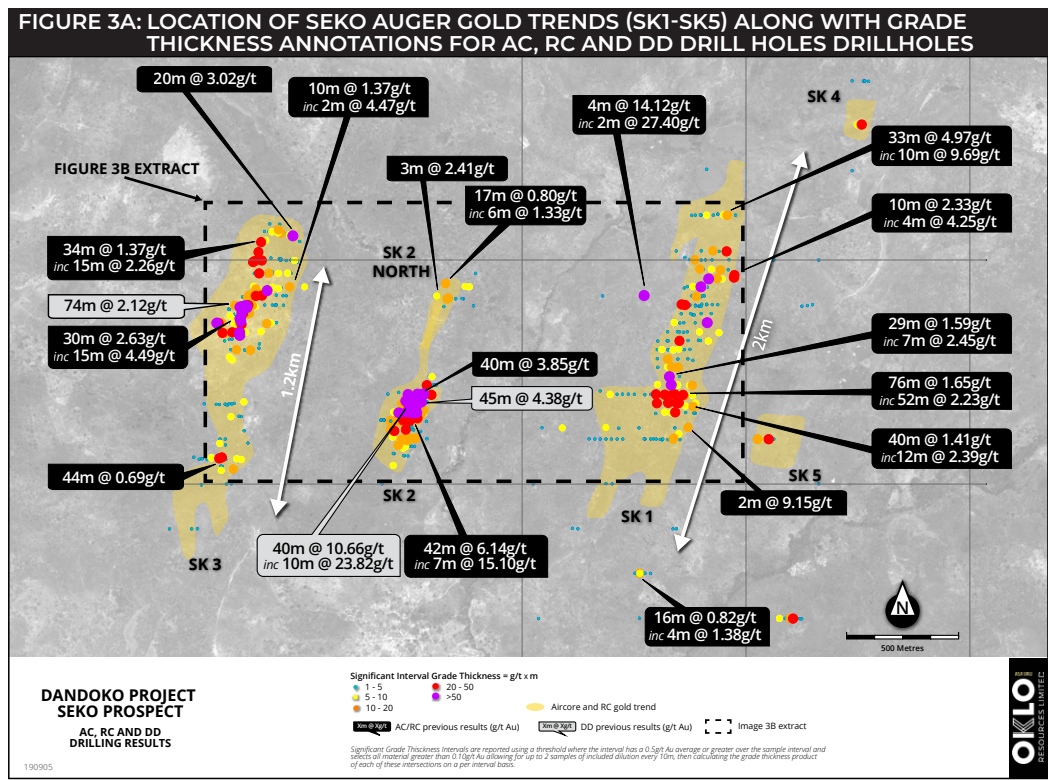 FIGURE 3A: LOCATION OF SEKO AUGER GOLD TRENDS (SK1-SK5) ALONG WITH GRADE
THICKNESS ANNOTATIONS FOR AC, RC AND DD DRILL HOLES DRILLHOLES
20m @ 3.02g/t
10m @ 1.37g/t
inc 2m @ 4.47g/t
4m @ 14.12g/t
inc 2m @ 27.40g/t
SK 4
33m @ 4.97g/t
inc 10m @ 9.69g/t
FIGURE 3B EXTRACT
3m @ 2.41g/t
17m @ 0.80g/t
inc 6m @ 1.33g/t
10m @ 2.33g/t
inc 4m @ 4.25g/t
34m @ 1.37g/t
inc 15m @ 2.26g/t
SK 2
NORTH
74m @ 2.12g/t
30m @ 2.63g/t
inc 15m @ 4.49g/t
1.2km
2km
29m @ 1.59g/t
inc 7m @ 2.45g/t
40m @ 3.85g/t
45m @ 4.38g/t
76m @ 1.65g/t
inc 52m @ 2.23g/t
40m @ 1.41g/t
inc12m @ 2.39g/t
44m @ 0.69g/t
SK 5
SK 2
2m @ 9.15g/t
SK 1
40m @ 10.66g/t
inc 10m @ 23.82g/t
42m @ 6.14g/t
inc 7m @ 15.10g/t
SK 3
16m @ 0.82g/t
inc 4m @ 1.38g/t
N
500 Metres
DANDOKO PROJECT
SEKO PROSPECT
AC, RC AND DD
DRILLING RESULTS
190905
Significant Interval Grade Thickness = g/t x m
1 - 5
20 - 50
5 - 10
>50
10 - 20
Aircore and RC gold trend
Xm @ Xg/t
AC/RC previous results (g/t Au)
Xm @ Xg/t
DD previous results (g/t Au)
Image 3B extract
Significant Grade Thisckness Intervals are reported using a threshold where the interval has a 0.5g/t Au average or greater over the sample interval and
selects all material greater than 0.10g/t Au allowing for up to 2 samples of included dilution every 10m, then calculating the grade thickness product
of each of these intersections on a per interval basis.
OKLO
RESOURCES LIMITED